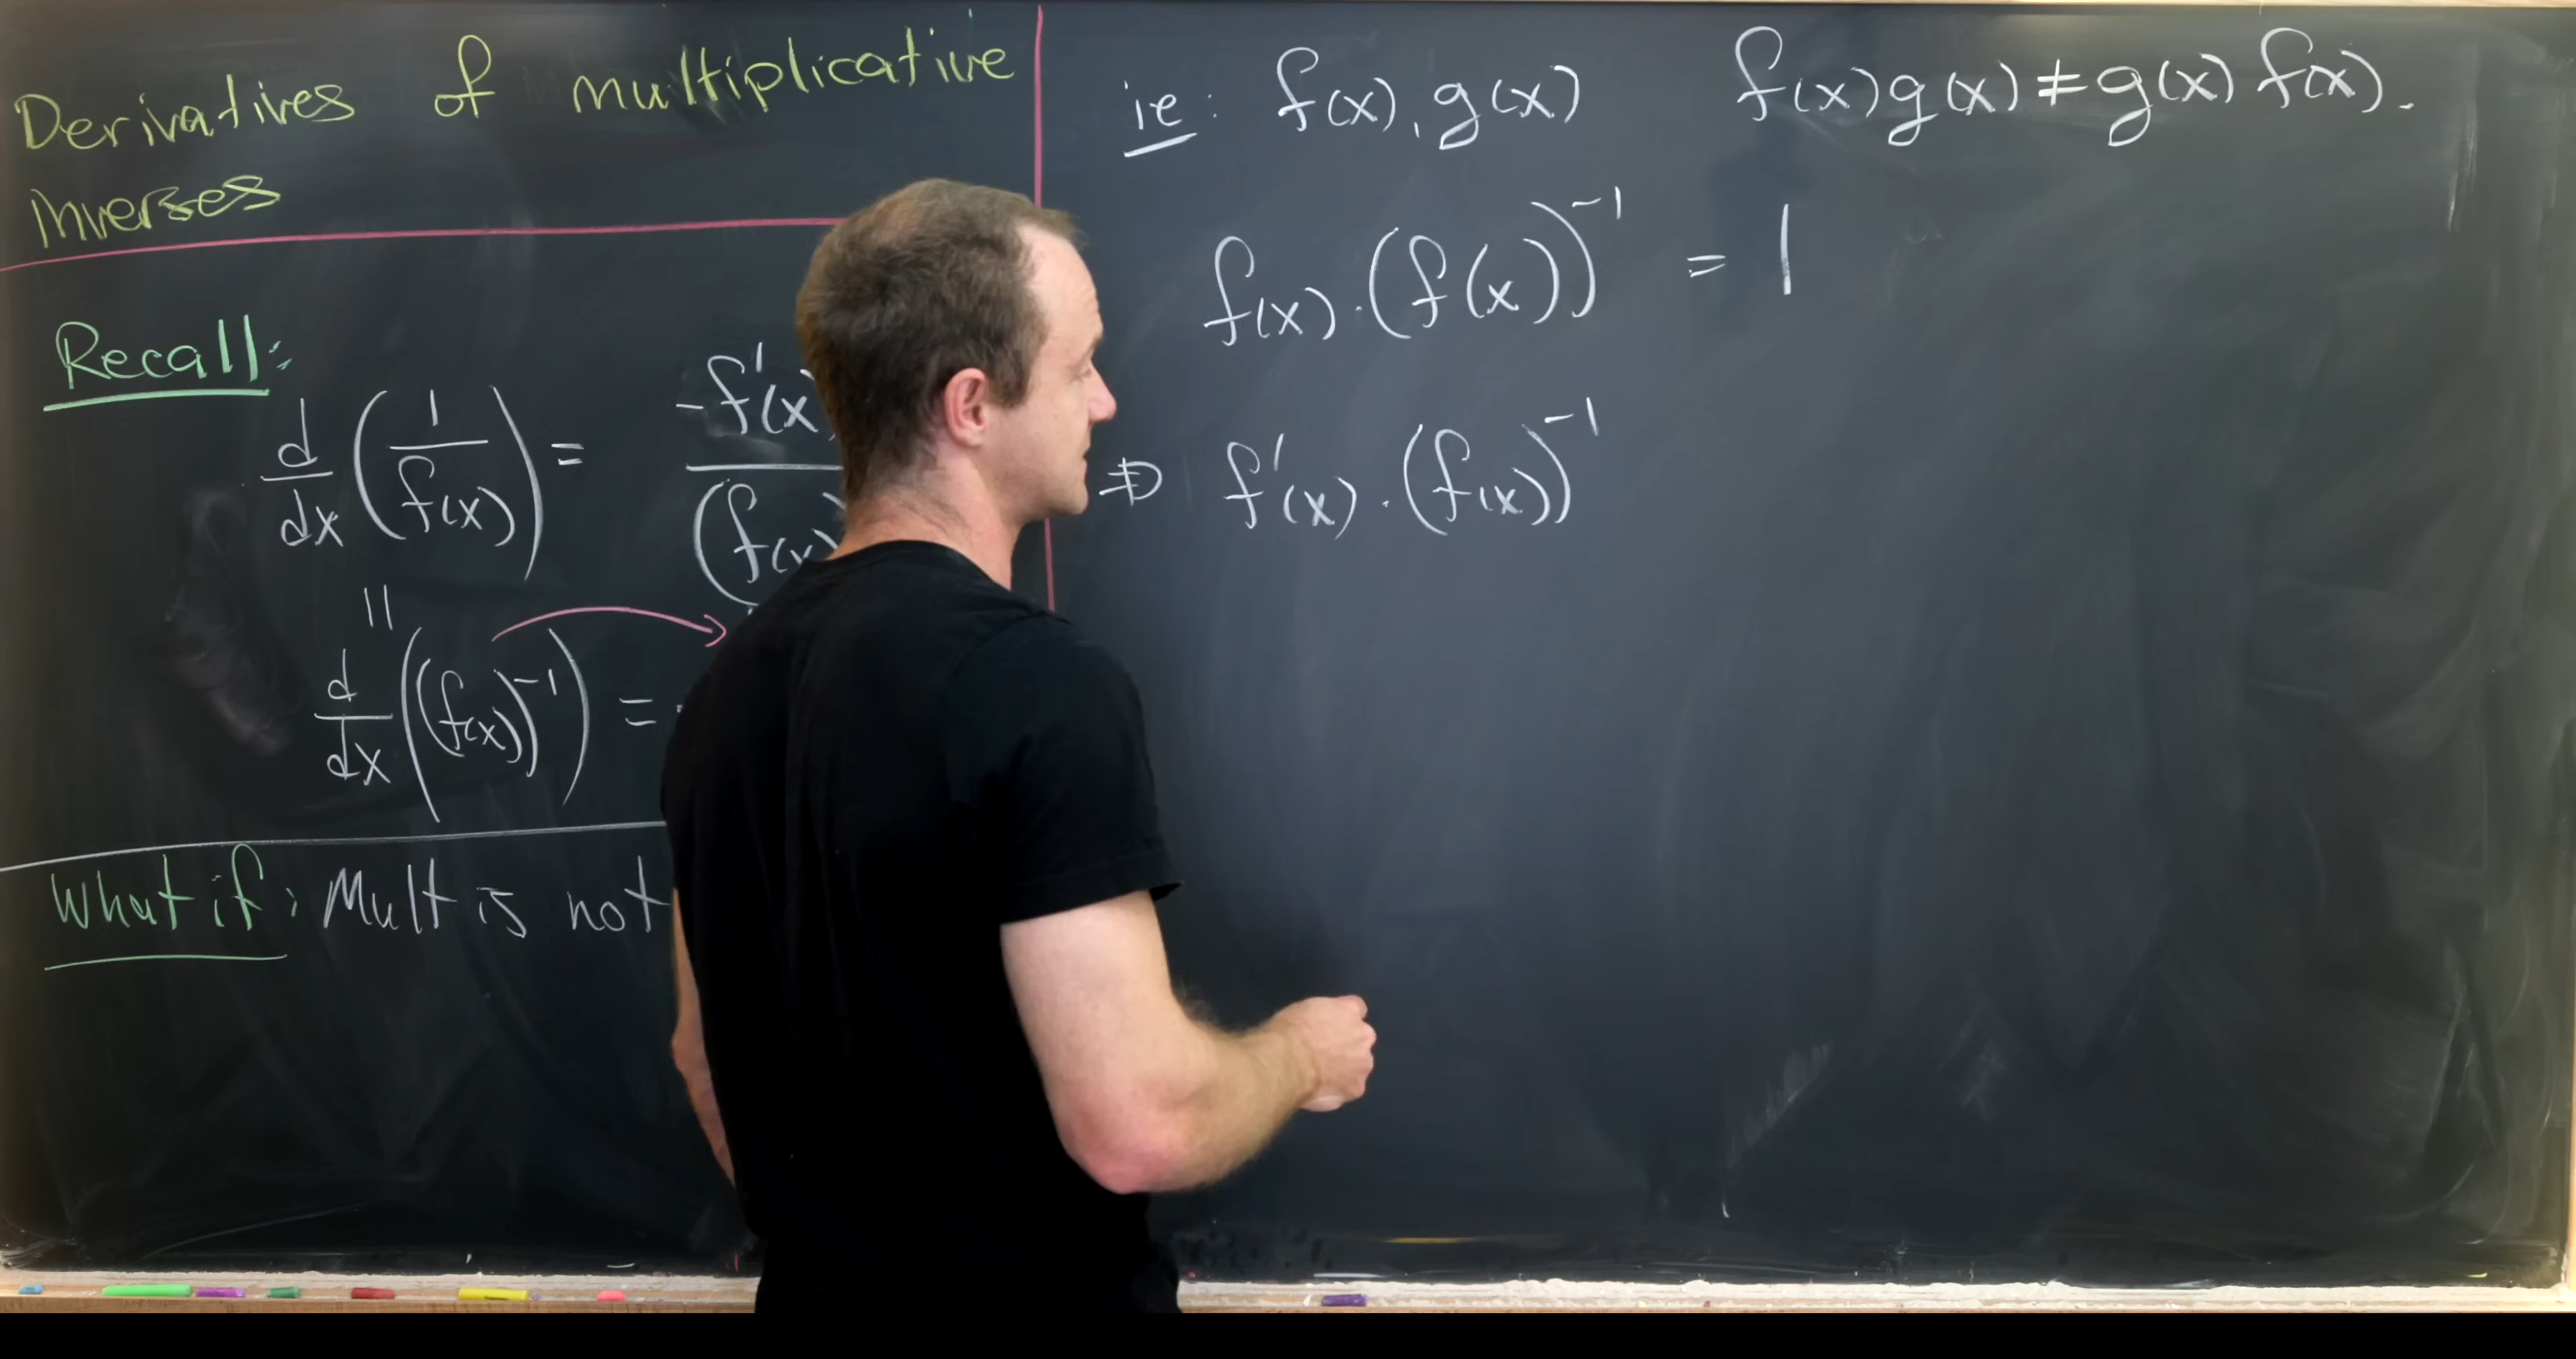 Derivatives of multiplicative
Inverses
Recall:
d/dx (1/f(x)) = -f'(x)/(f(x)
||
d/dx ((f(x))⁻¹) =
What if: Mult is not
ie: f(x), g(x) f(x)g(x) ≠ g(x) f(x).
f(x)·(f(x))⁻¹ = 1
⇒ f'(x)·(f(x))⁻¹